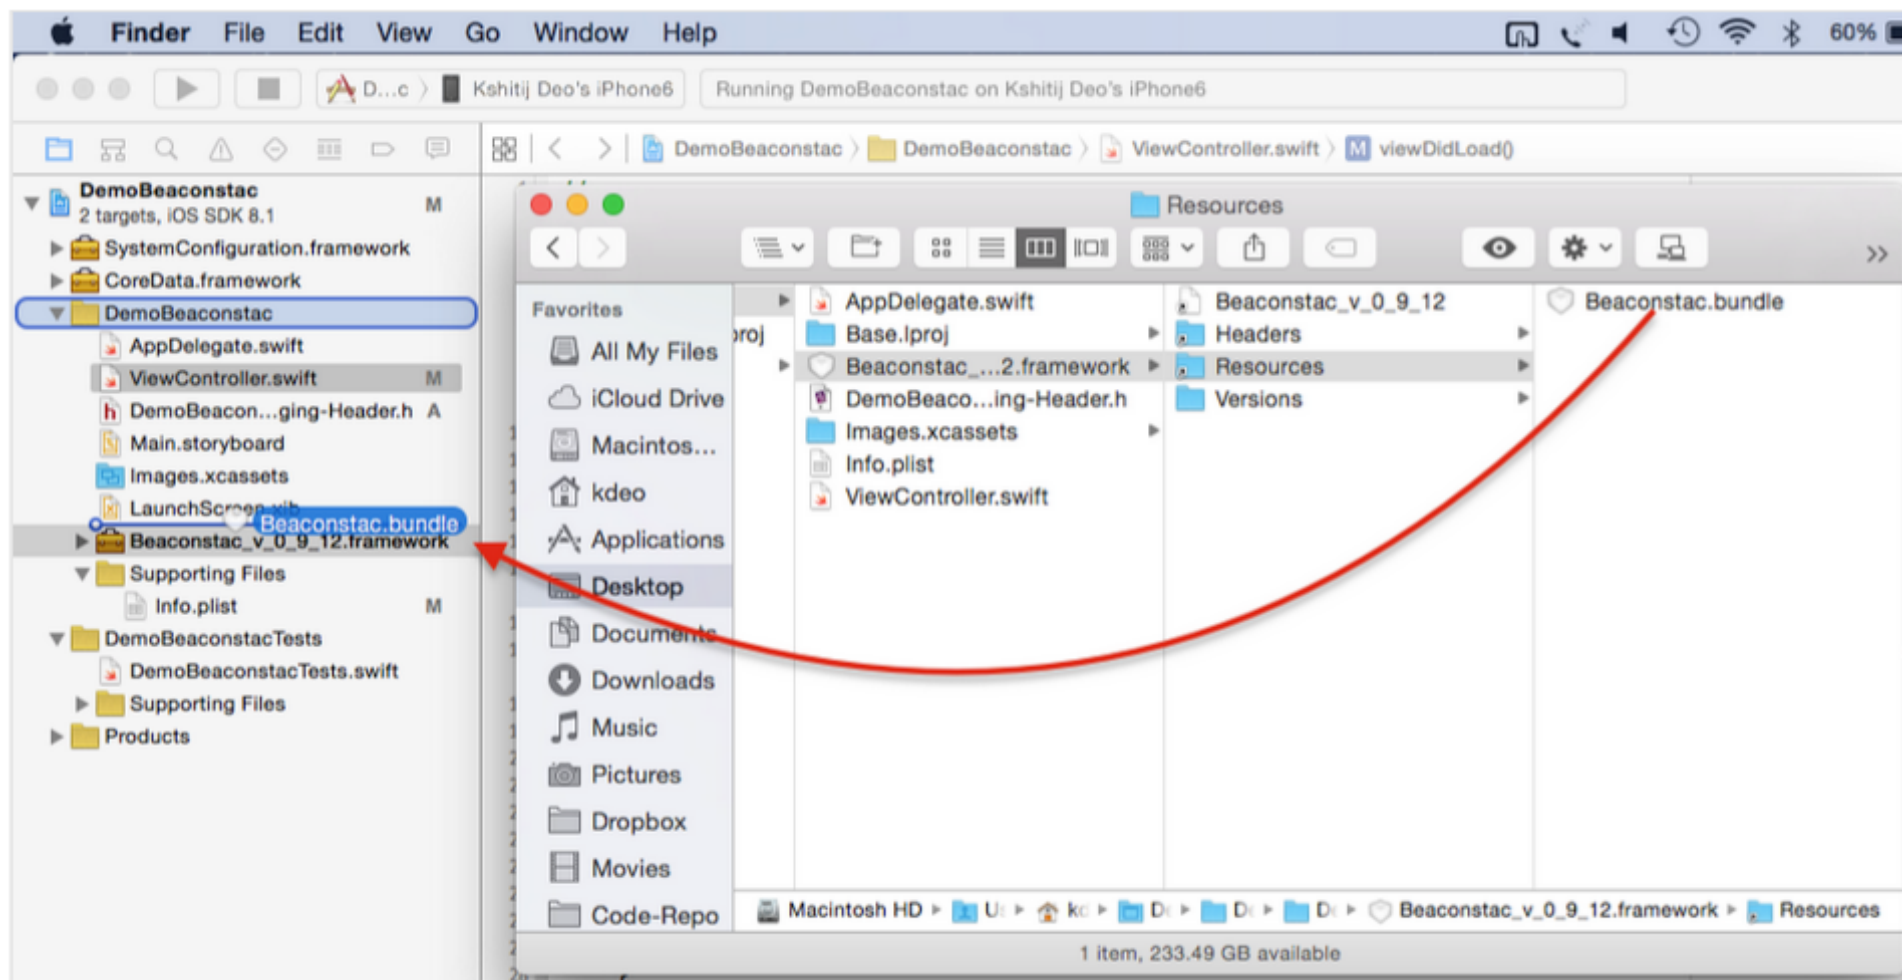 Finder File Edit View Go Window Help 60%
D...c Kshitij Deo's iPhone6 Running DemoBeaconstac on Kshitij Deo's iPhone6
DemoBeaconstac DemoBeaconstac ViewController.swift M viewDidLoad()
DemoBeaconstac M
2 targets, iOS SDK 8.1
SystemConfiguration.framework
CoreData.framework
DemoBeaconstac
AppDelegate.swift
ViewController.swift M
h DemoBeacon...ging-Header.h A
Main.storyboard
Images.xcassets
LaunchScreen.xib
Beaconstac.bundle
Beaconstac_v_0_9_12.framework
Supporting Files
Info.plist M
DemoBeaconstacTests
DemoBeaconstacTests.swift
Supporting Files
Products
Resources
Favorites
All My Files
iCloud Drive
Macintos...
kdeo
Applications
Desktop
Documents
Downloads
Music
Pictures
Dropbox
Movies
Code-Repo
proj
AppDelegate.swift
Base.lproj
Beaconstac_...2.framework
DemoBeaco...ing-Header.h
Images.xcassets
Info.plist
ViewController.swift
Beaconstac_v_0_9_12
Headers
Resources
Versions
Beaconstac.bundle
Macintosh HD Beaconstac_v_0_9_12.framework Resources
1 item, 233.49 GB available